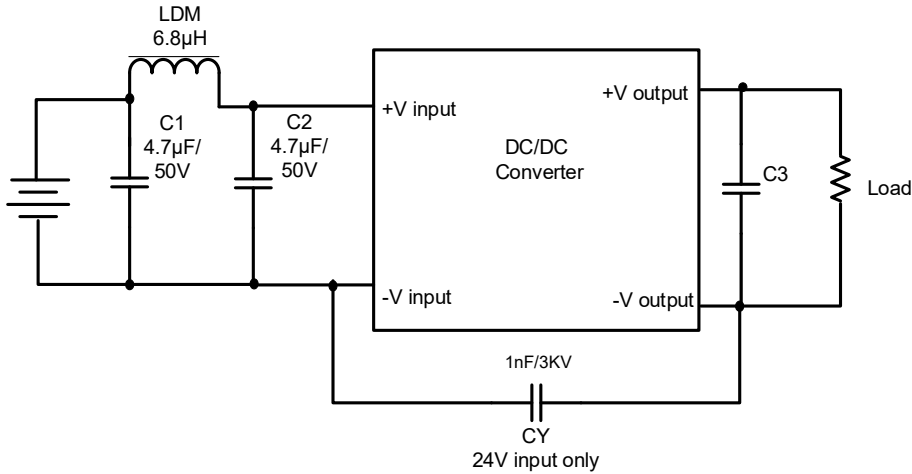 LDM
6.8µH
C1
4.7µF/
50V
C2
4.7µF/
50V
+V input
-V input
DC/DC
Converter
+V output
-V output
C3
Load
1nF/3KV
CY
24V input only